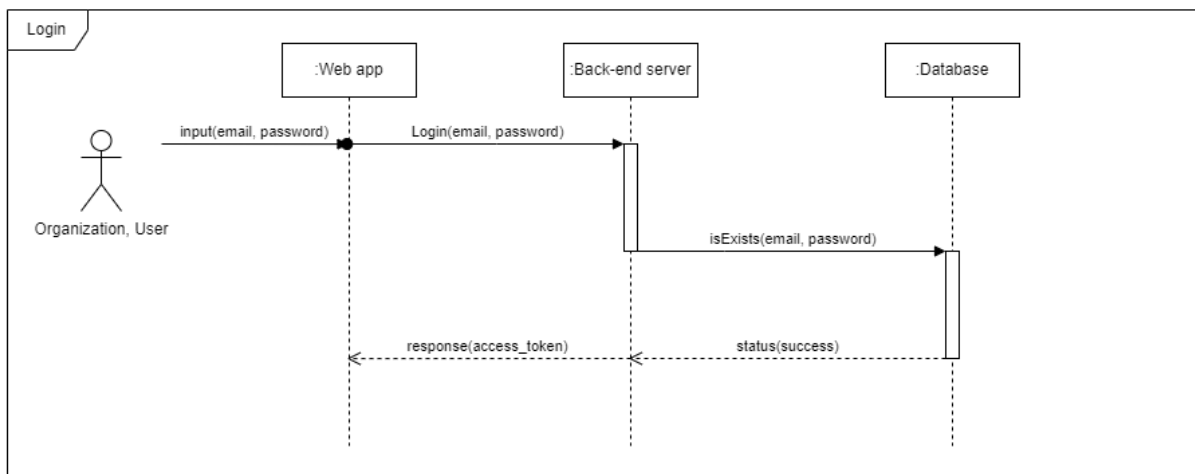 Login
:Web app
:Back-end server
:Database
input(email, password)
Login(email, password)
Organization, User
isExists(email, password)
response(access_token)
status(success)